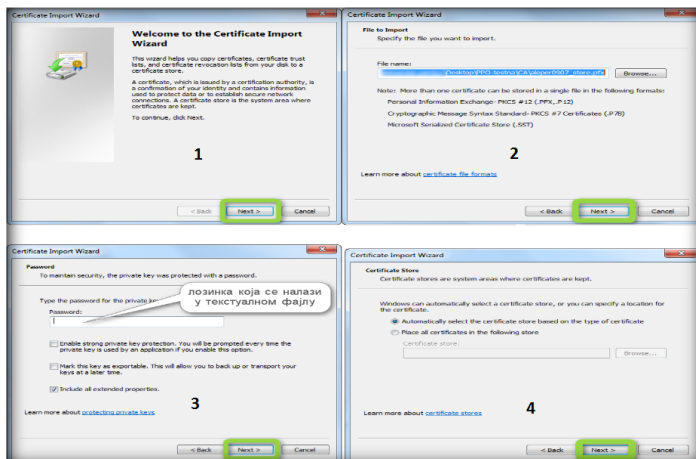 Certificate Import Wizard
Welcome to the Certificate Import
Wizard
This wizard helps you copy certificates, certificate trust
lists, and certificate revocation lists from your disk to a
certificate store.
A certificate, which is issued by a certification authority, is
a confirmation of your identity and contains information
used to protect data or to establish secure network
connections. A certificate store is the system area where
certificates are kept.
To continue, click Next.
1
< Back
Next >
Cancel
Certificate Import Wizard
File to Import
Specify the file you want to import.
File name:
Browse...
Note: More than one certificate can be stored in a single file in the following formats:
Personal Information Exchange- PKCS #12 (.PFX,.P12)
Cryptographic Message Syntax Standard- PKCS #7 Certificates (.P7B)
Microsoft Serialized Certificate Store (.SST)
2
Learn more about certificate file formats
< Back
Next >
Cancel
Certificate Import Wizard
Password
To maintain security, the private key was protected with a password.
Type the password for the private
лозинка која се налази
у текстуалном фајлу
Password:
Enable strong private key protection. You will be prompted every time the
private key is used by an application if you enable this option.
Mark this key as exportable. This will allow you to back up or transport your
keys at a later time.
Include all extended properties.
3
Learn more about protecting private keys
< Back
Next >
Cancel
Certificate Import Wizard
Certificate Store
Certificate stores are system areas where certificates are kept.
Windows can automatically select a certificate store, or you can specify a location for
the certificate.
Automatically select the certificate store based on the type of certificate
Place all certificates in the following store
Certificate store:
Browse...
4
Learn more about certificate stores
< Back
Next >
Cancel